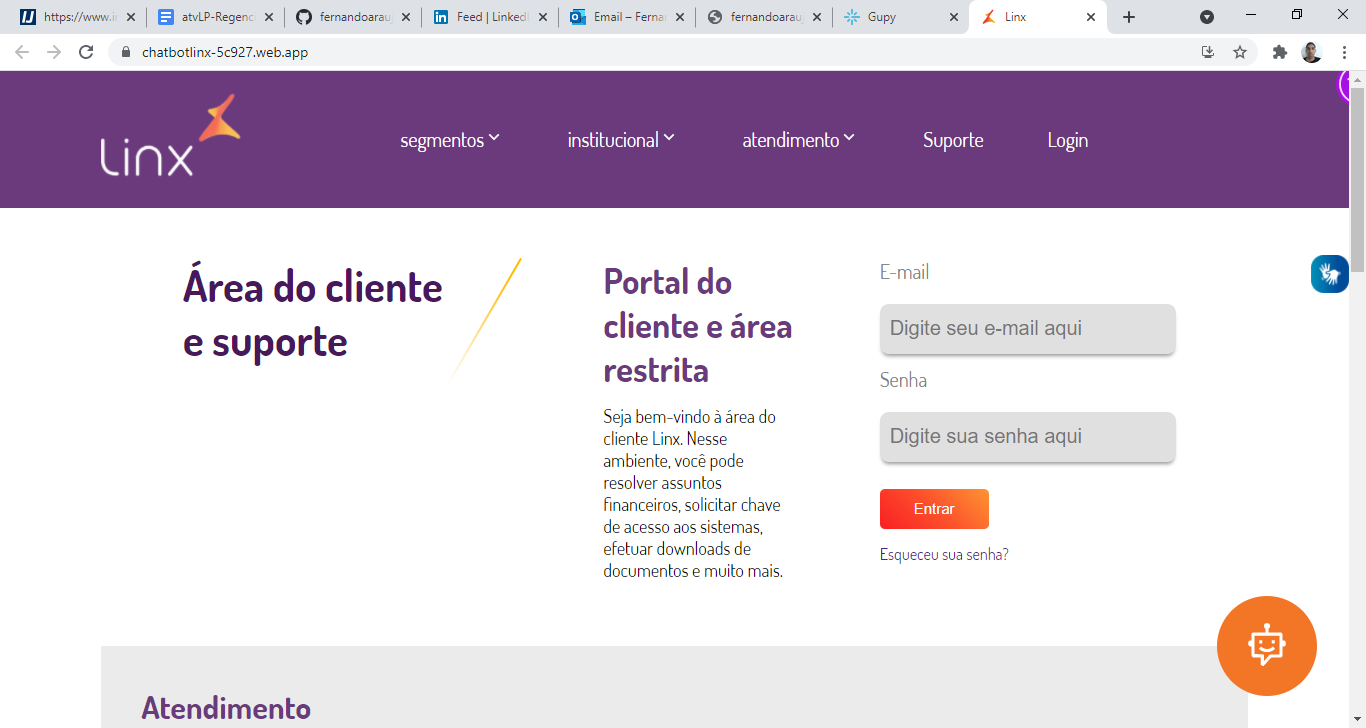 https://www.ir
atvLP-Regenc
fernandoarau
Feed | LinkedI
Email – Ferna
fernandoarau
Gupy
Linx
chatbotlinx-5c927.web.app
Linx
segmentos
institucional
atendimento
Suporte
Login
Área do cliente
e suporte
Portal do
cliente e área
restrita
Seja bem-vindo à área do
cliente Linx. Nesse
ambiente, você pode
resolver assuntos
financeiros, solicitar chave
de acesso aos sistemas,
efetuar downloads de
documentos e muito mais.
E-mail
Digite seu e-mail aqui
Senha
Digite sua senha aqui
Entrar
Esqueceu sua senha?
Atendimento